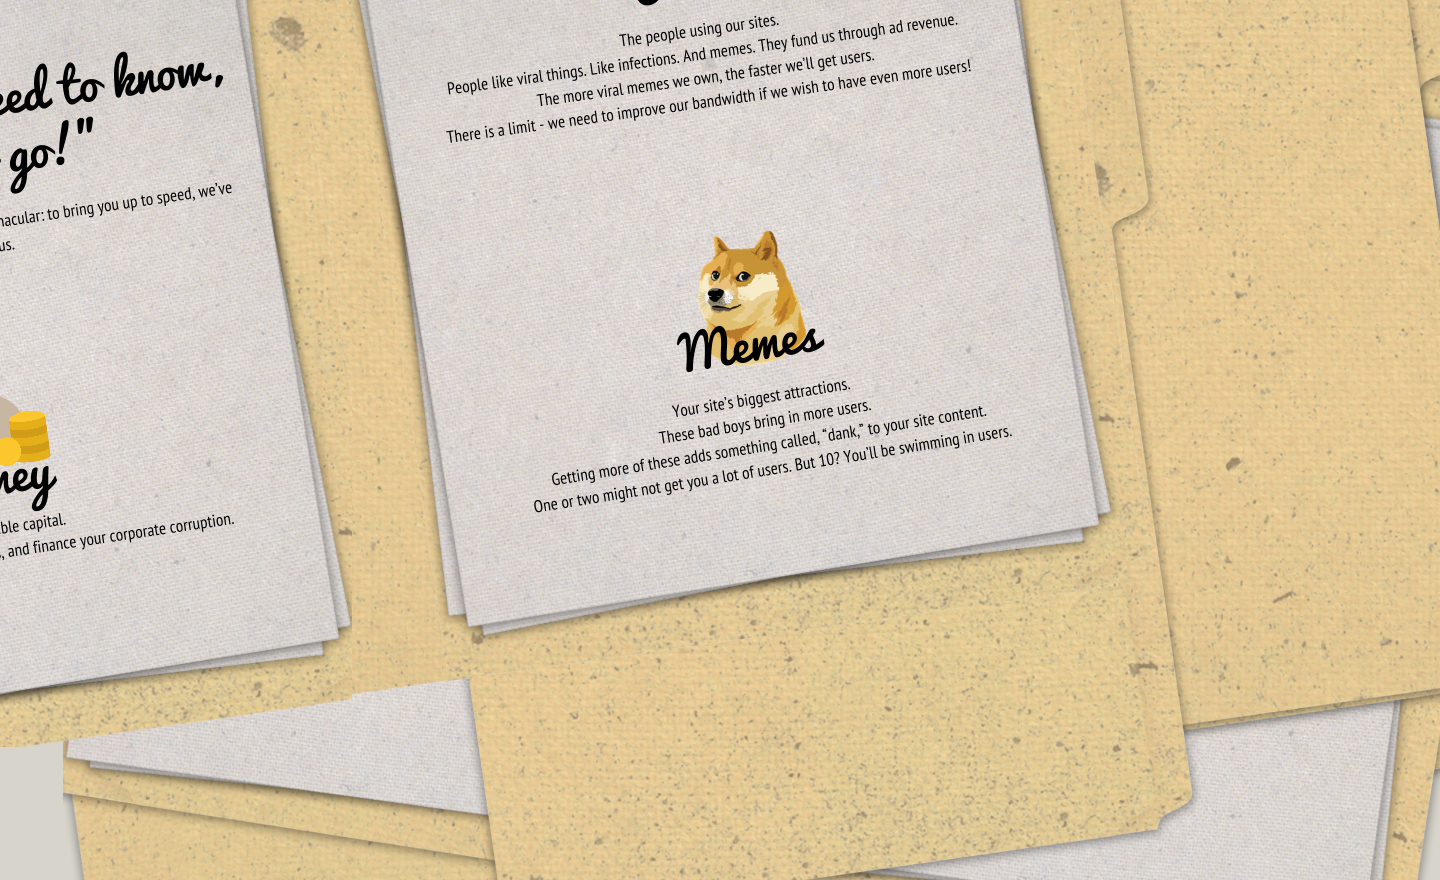 eed to know,
go!"
nacular: to bring you up to speed, we've
us.
ney
ble capital.
, and finance your corporate corruption.
The people using our sites.
People like viral things. Like infections. And memes. They fund us through ad revenue.
The more viral memes we own, the faster we'll get users.
There is a limit - we need to improve our bandwidth if we wish to have even more users!
Memes
Your site's biggest attractions.
These bad boys bring in more users.
Getting more of these adds something called, “dank,” to your site content.
One or two might not get you a lot of users. But 10? You'll be swimming in users.